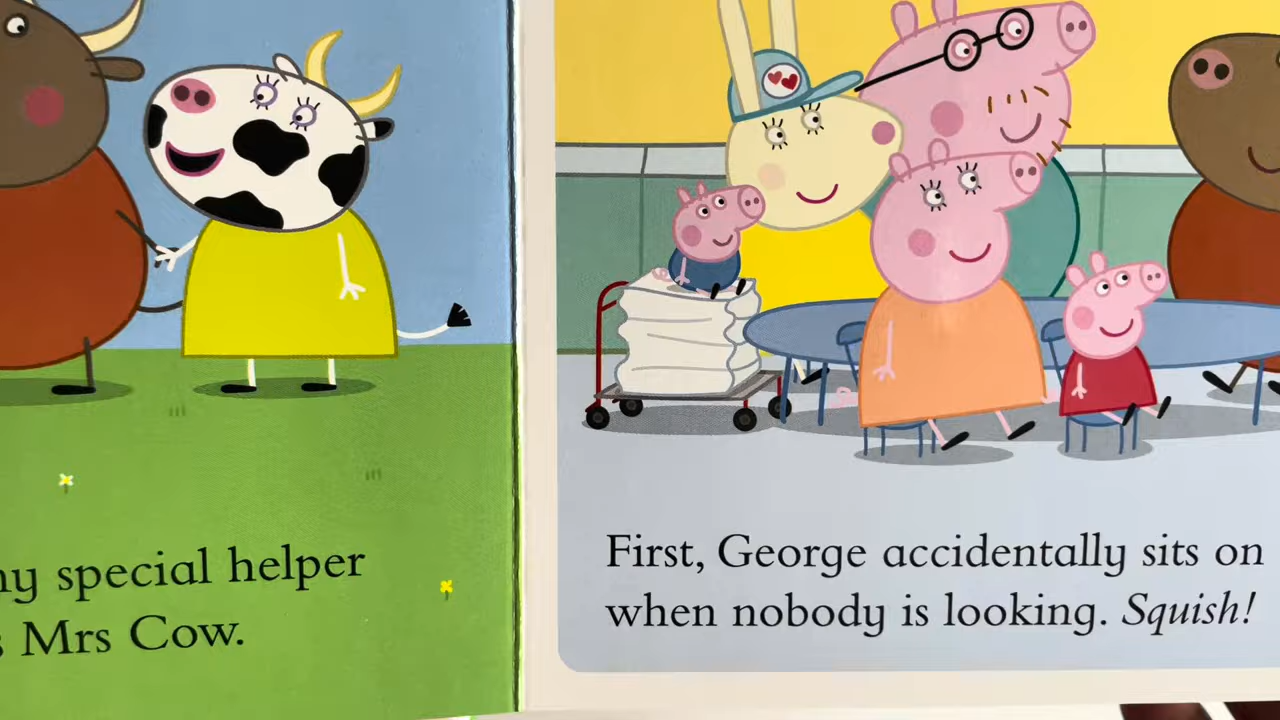 special helper
Mrs Cow.
First, George accidentally sits on
when nobody is looking. Squish!